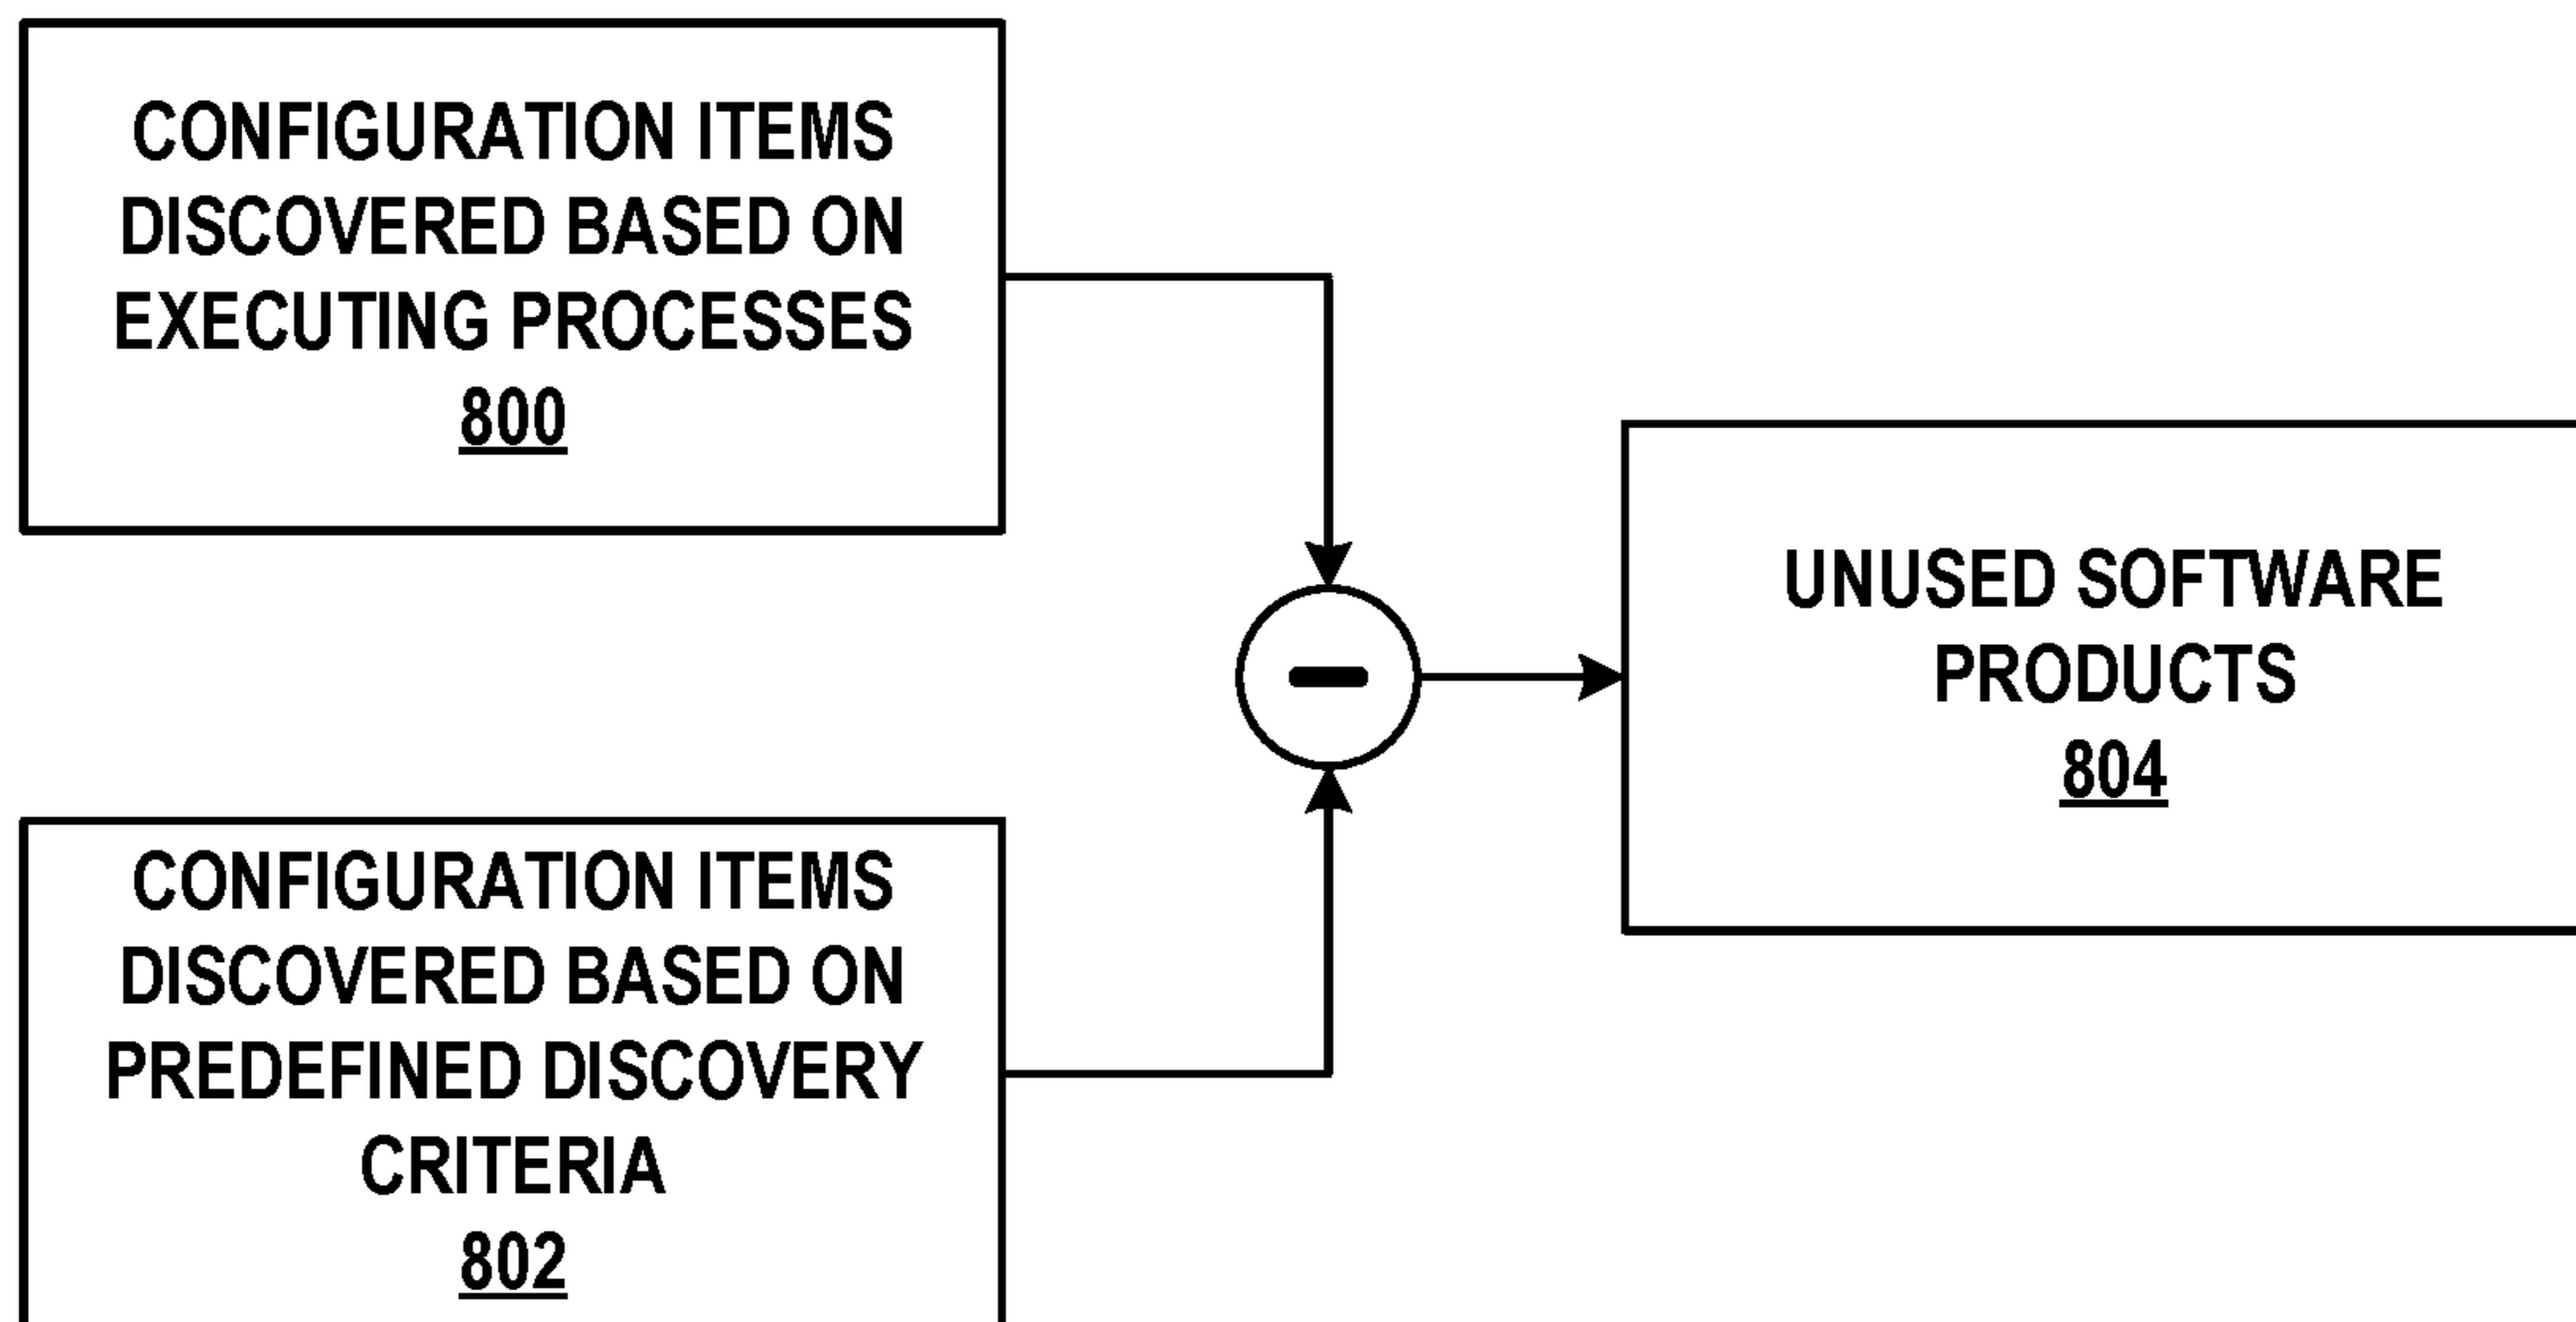 CONFIGURATION ITEMS
DISCOVERED BASED ON
EXECUTING PROCESSES
800
UNUSED SOFTWARE
PRODUCTS
804
CONFIGURATION ITEMS
DISCOVERED BASED ON
PREDEFINED DISCOVERY
CRITERIA
802